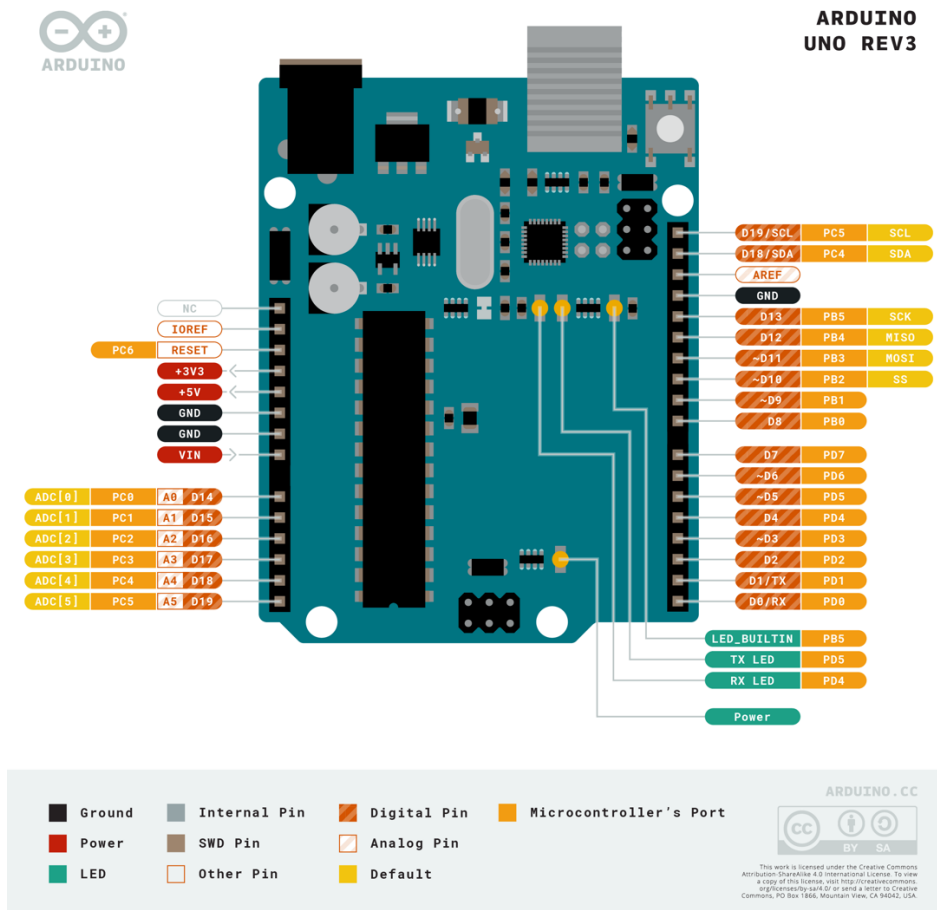 ARDUINO
ARDUINO
UNO REV3
NC
IOREF
PC6 RESET
+3V3
+5V
GND
GND
VIN
ADC[0] PC0 A0 D14
ADC[1] PC1 A1 D15
ADC[2] PC2 A2 D16
ADC[3] PC3 A3 D17
ADC[4] PC4 A4 D18
ADC[5] PC5 A5 D19
D19/SCL PC5 SCL
D18/SDA PC4 SDA
AREF
GND
D13 PB5 SCK
D12 PB4 MISO
~D11 PB3 MOSI
~D10 PB2 SS
~D9 PB1
D8 PB0
D7 PD7
~D6 PD6
~D5 PD5
D4 PD4
~D3 PD3
D2 PD2
D1/TX PD1
D0/RX PD0
LED_BUILTIN PB5
TX LED PD5
RX LED PD4
Power
Ground
Power
LED
Internal Pin
SWD Pin
Other Pin
Digital Pin
Analog Pin
Default
Microcontroller's Port
ARDUINO.CC
cc
BY SA
This work is licensed under the Creative Commons
Attribution-ShareAlike 4.0 International License. To view
a copy of this license, visit http://creativecommons.
org/licenses/by-sa/4.0/ or send a letter to Creative
Commons, PO Box 1866, Mountain View, CA 94042, USA.